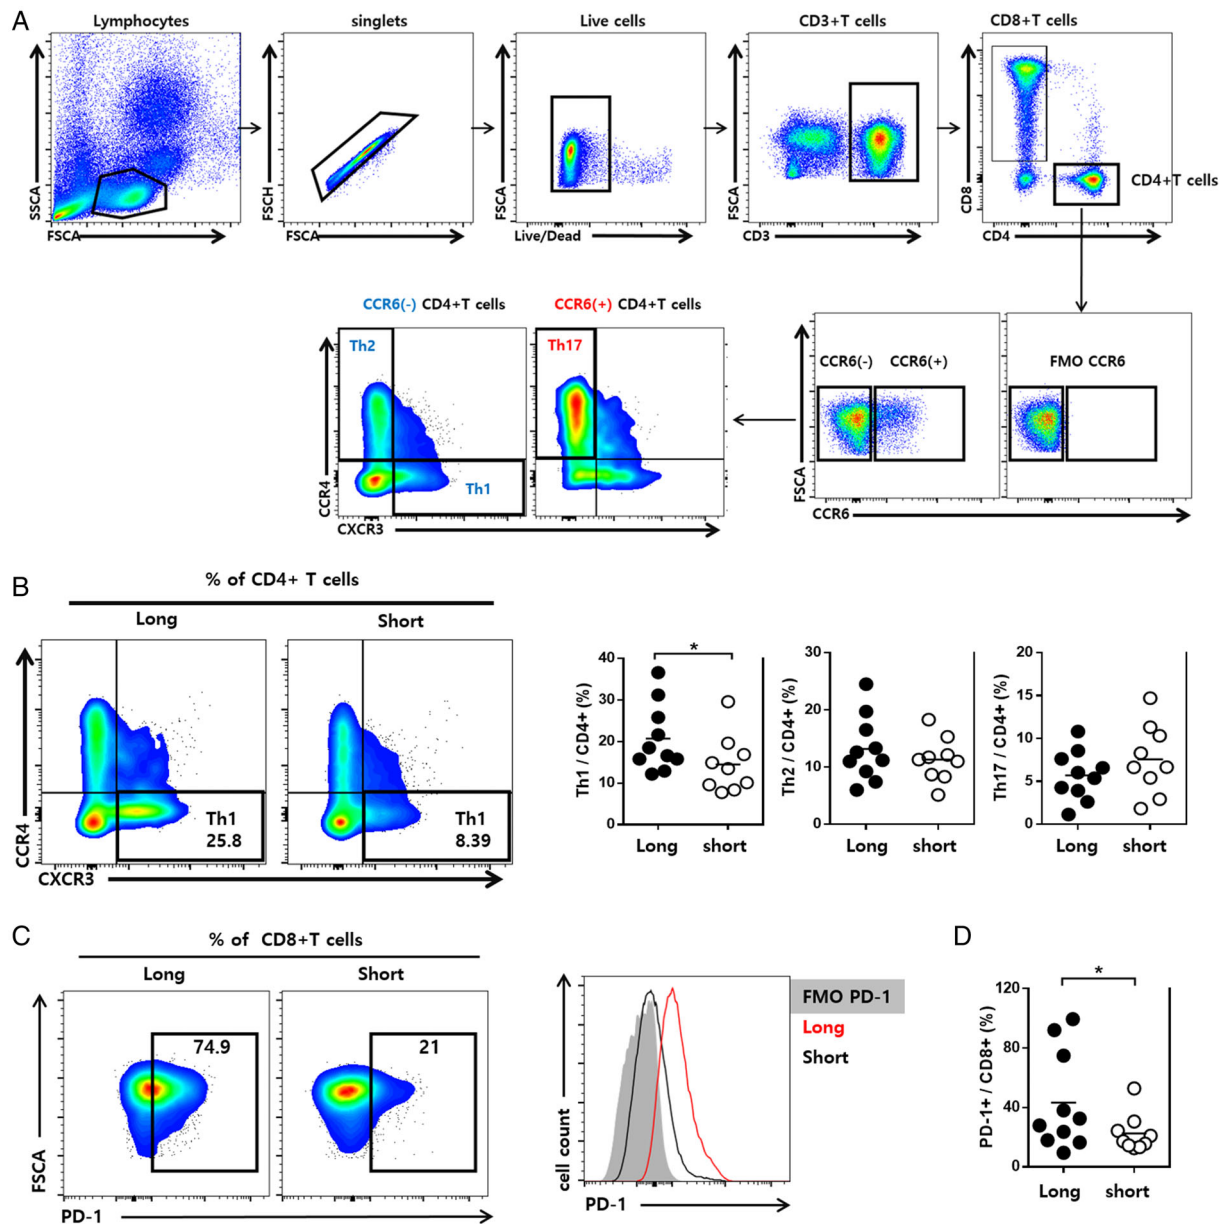 A
Lymphocytes
singlets
Live cells
CD3+T cells
CD8+T cells
SSCA
FSCA
FSCH
FSCA
FSCA
Live/Dead
FSCA
CD3
CD8
CD4
CD4+T cells
CCR6(-) CD4+T cells
CCR6(+) CD4+T cells
Th2
Th1
Th17
CCR4
CXCR3
CCR6(-)
CCR6(+)
FMO CCR6
FSCA
CCR6
B
% of CD4+ T cells
Long
Short
Th1
25.8
Th1
8.39
CCR4
CXCR3
Th1 / CD4+ (%)
40
30
20
10
0
*
Long
short
Th2 / CD4+ (%)
30
20
10
0
Long
short
Th17 / CD4+ (%)
20
15
10
5
0
Long
short
C
% of CD8+T cells
Long
Short
74.9
21
FSCA
PD-1
cell count
PD-1
FMO PD-1
Long
Short
D
PD-1+ / CD8+ (%)
120
80
40
0
*
Long
short